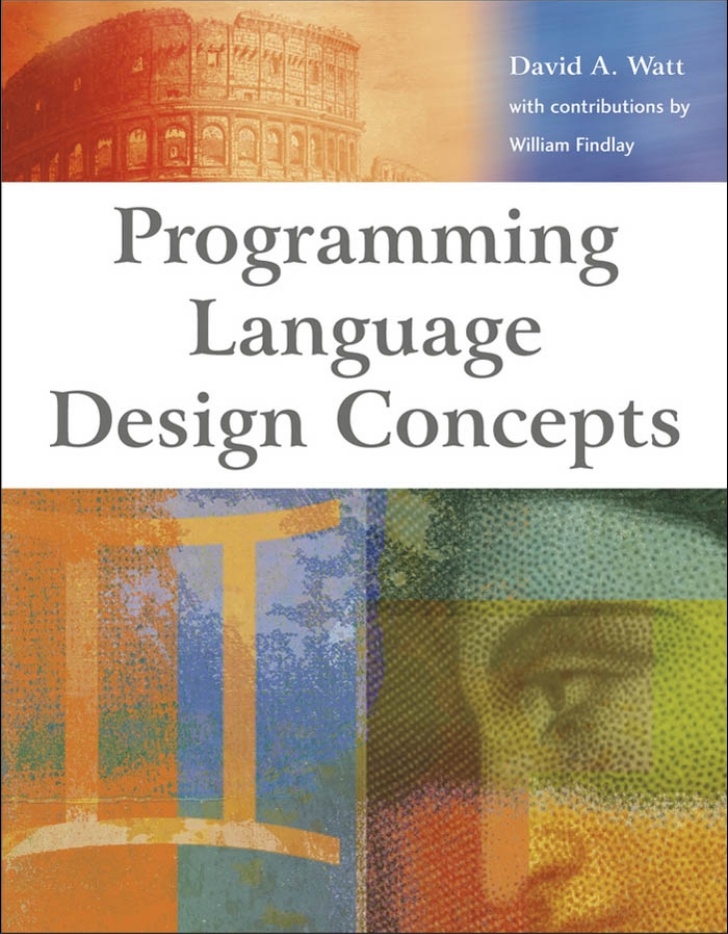 David A. Watt
with contributions by
William Findlay
Programming
Language
Design Concepts